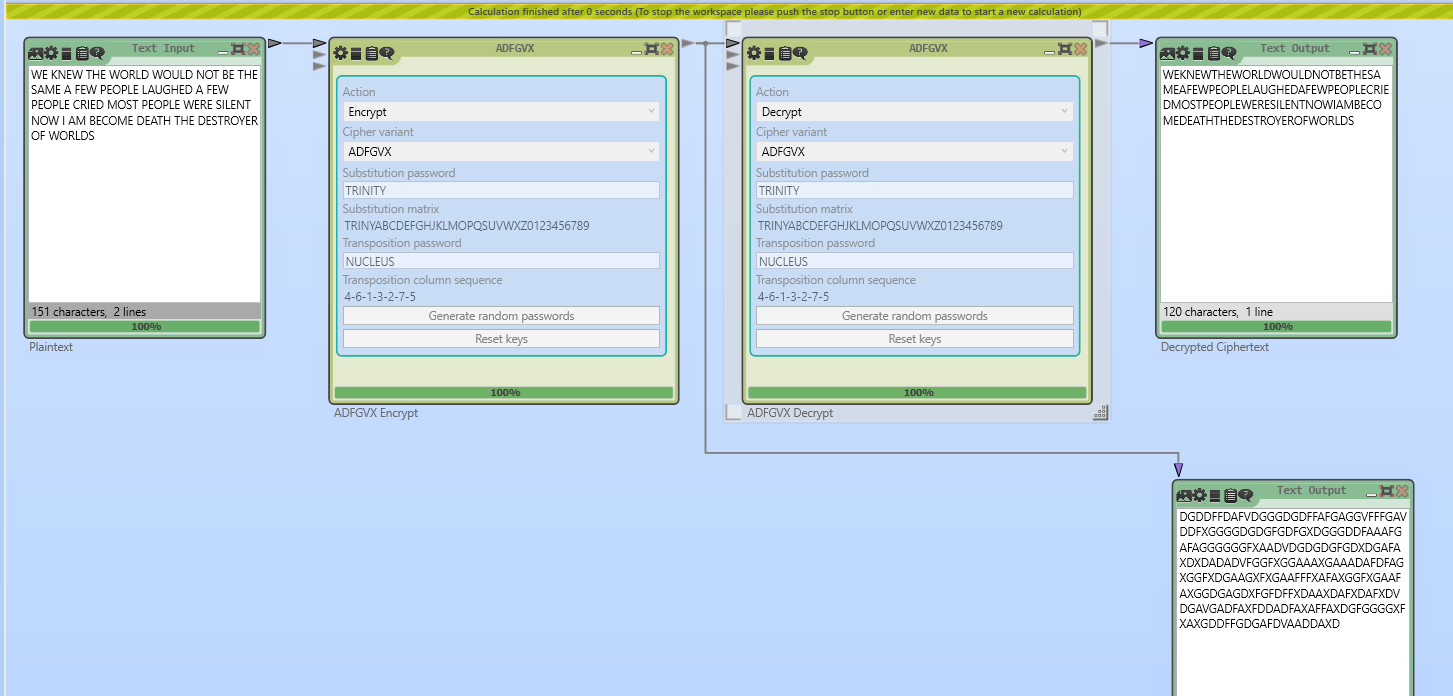 Calculation finished after 0 seconds (To stop the workspace please push the stop button or enter new data to start a new calculation)
Text Input
WE KNEW THE WORLD WOULD NOT BE THE
SAME A FEW PEOPLE LAUGHED A FEW
PEOPLE CRIED MOST PEOPLE WERE SILENT
NOW I AM BECOME DEATH THE DESTROYER
OF WORLDS
151 characters, 2 lines
100%
Plaintext
ADFGVX
Action
Encrypt
Cipher variant
ADFGVX
Substitution password
TRINITY
Substitution matrix
TRINYABCDEFGHJKLMOPQSUVWXZ0123456789
Transposition password
NUCLEUS
Transposition column sequence
4-6-1-3-2-7-5
Generate random passwords
Reset keys
100%
ADFGVX Encrypt
ADFGVX
Action
Decrypt
Cipher variant
ADFGVX
Substitution password
TRINITY
Substitution matrix
TRINYABCDEFGHJKLMOPQSUVWXZ0123456789
Transposition password
NUCLEUS
Transposition column sequence
4-6-1-3-2-7-5
Generate random passwords
Reset keys
100%
ADFGVX Decrypt
Text Output
WEKNEWTHEWORLDWOULDNOTBETHESA
MEAFEWPEOPLELAUGHEDAFEWPEOPLECRIE
DMOSTPEOPLEWERESILENTNOWIAMBECO
MEDEATHTHEDESTROYEROFWORLDS
120 characters, 1 line
100%
Decrypted Ciphertext
Text Output
DGDDFFDAFVDGGGDGDFFAFGAGGVFFFGAV
DDFXGGGGDGDGFGDFGXDGGGDDFAAAFG
AFAGGGGGGFXAADVDGDGDGFGDXDGAFA
XDXDADADVFGGFXGGAAAXGAAADAFDFAG
XGGFXDGAAGXFXGAAFFFXAFAXGGFXGAAF
AXGGDGAGDXFGFDFFXDAAXDAFXDAFXDV
DGAVGADFAXFDDADFAXAFFAXDGFGGGGXF
XAXGDDFFGDGAFDVAADDAXD